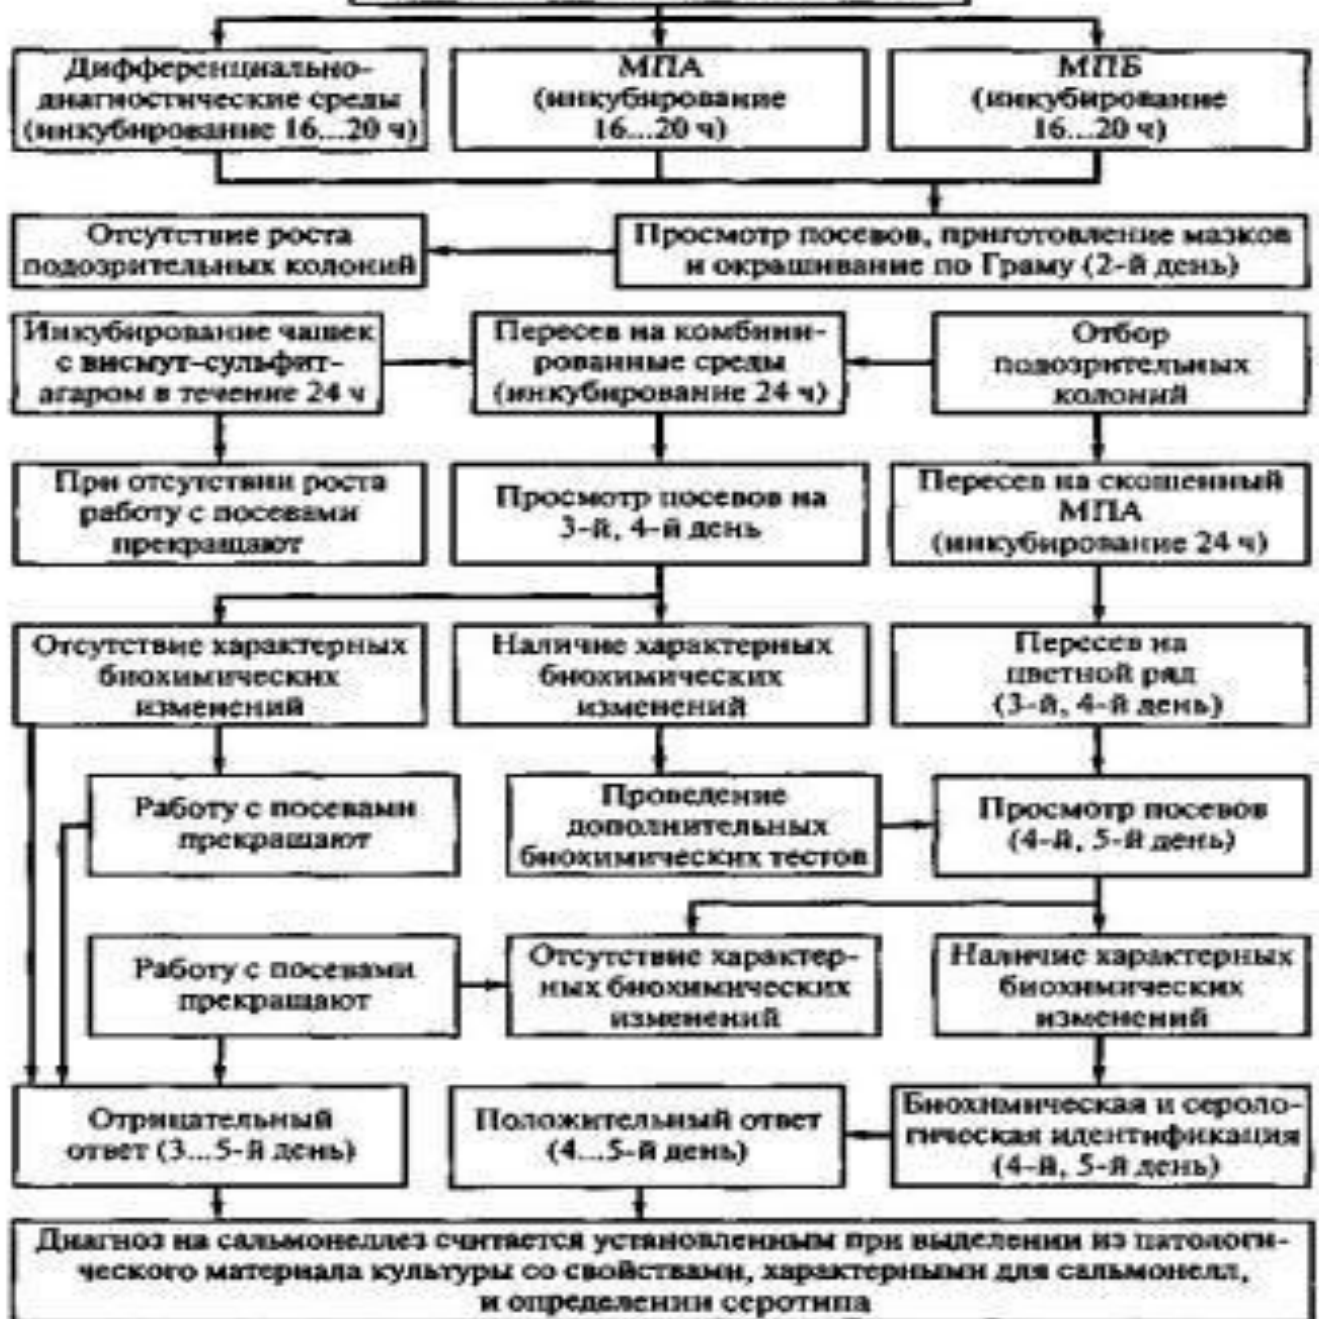 Дифференциально-
диагностические среды
(инкубирование 16...20 ч)
МПА
(инкубирование
16...20 ч)
МПБ
(инкубирование
16...20 ч)
Отсутствие роста
подозрительных колоний
Просмотр посевов, приготовление мазков
и окрашивание по Граму (2-й день)
Инкубирование чашек
с висмут-сульфит-
агаром в течение 24 ч
Пересев на комбини-
рованные среды
(инкубирование 24 ч)
Отбор
подозрительных
колоний
При отсутствии роста
работу с посевами
прекращают
Просмотр посевов на
3-й, 4-й день
Пересев на скошенный
МПА
(инкубирование 24 ч)
Отсутствие характерных
биохимических
изменений
Наличие характерных
биохимических
изменений
Пересев на
цветной ряд
(3-й, 4-й день)
Работу с посевами
прекращают
Проведение
дополнительных
биохимических тестов
Просмотр посевов
(4-й, 5-й день)
Работу с посевами
прекращают
Отсутствие характер-
ных биохимических
изменений
Наличие характерных
биохимических
изменений
Отрицательный
ответ (3...5-й день)
Положительный ответ
(4...5-й день)
Биохимическая и сероло-
гическая идентификация
(4-й, 5-й день)
Диагноз на сальмонеллез считается установленным при выделении из патологи-
ческого материала культуры со свойствами, характерными для сальмонелл,
и определении серотипа